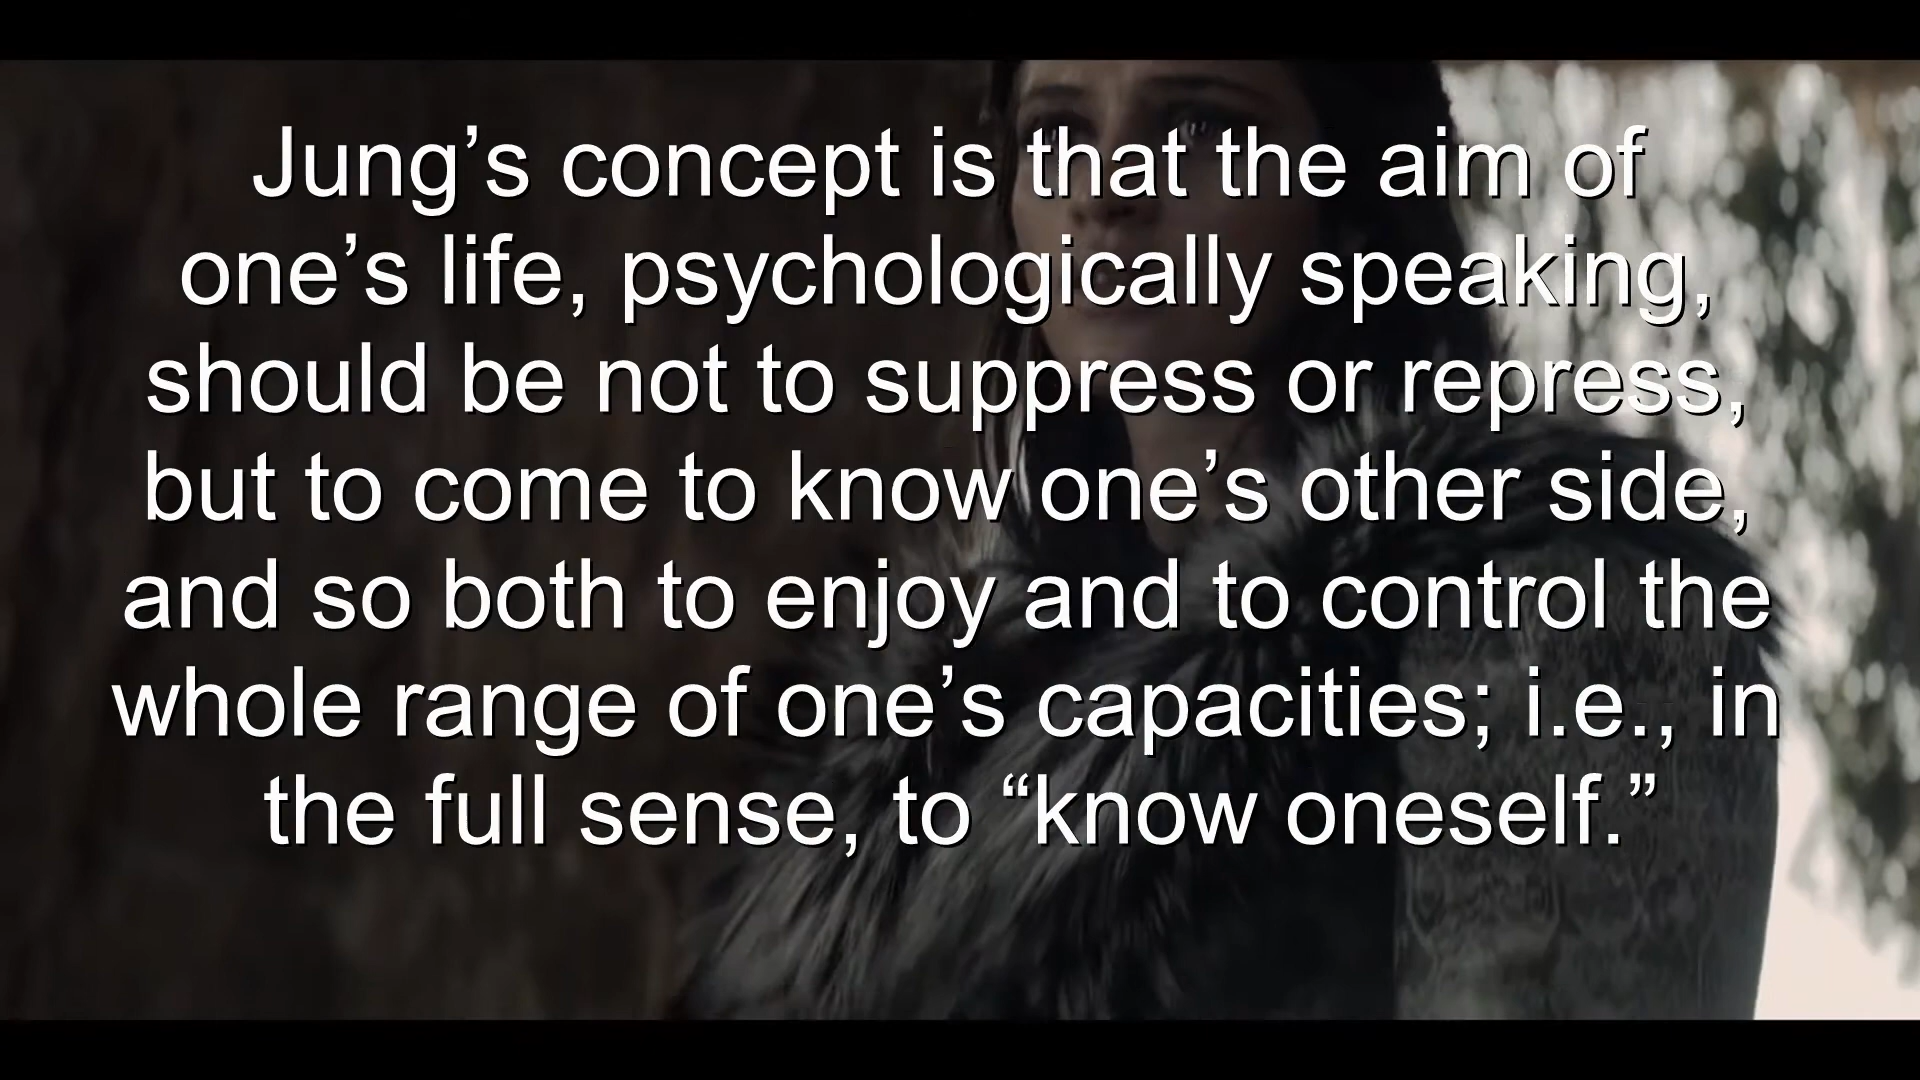 Jung’s concept is that the aim of
one’s life, psychologically speaking,
should be not to suppress or repress,
but to come to know one’s other side,
and so both to enjoy and to control the
whole range of one’s capacities; i.e., in
the full sense, to “know oneself.”